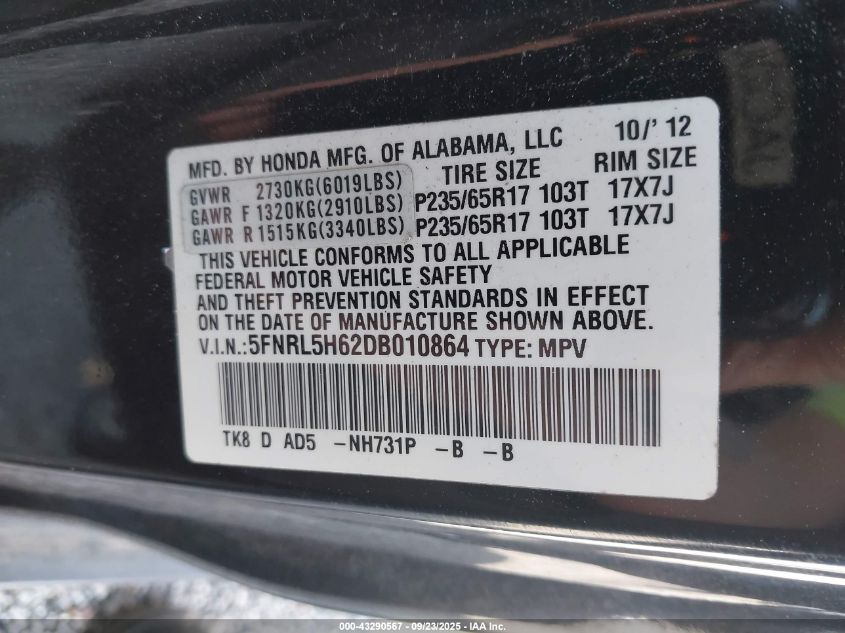 MFD. BY HONDA MFG. OF ALABAMA, LLC 10/' 12
TIRE SIZE RIM SIZE
GVWR 2730KG(6019LBS)
GAWR F 1320KG(2910LBS) P235/65R17 103T 17X7J
GAWR R 1515KG(3340LBS) P235/65R17 103T 17X7J
THIS VEHICLE CONFORMS TO ALL APPLICABLE
FEDERAL MOTOR VEHICLE SAFETY
AND THEFT PREVENTION STANDARDS IN EFFECT
ON THE DATE OF MANUFACTURE SHOWN ABOVE.
V.I.N.:5FNRL5H62DB010864 TYPE: MPV
TK8 D AD5 -NH731P -B -B
000-43290567 - 09/23/2025 - IAA Inc.